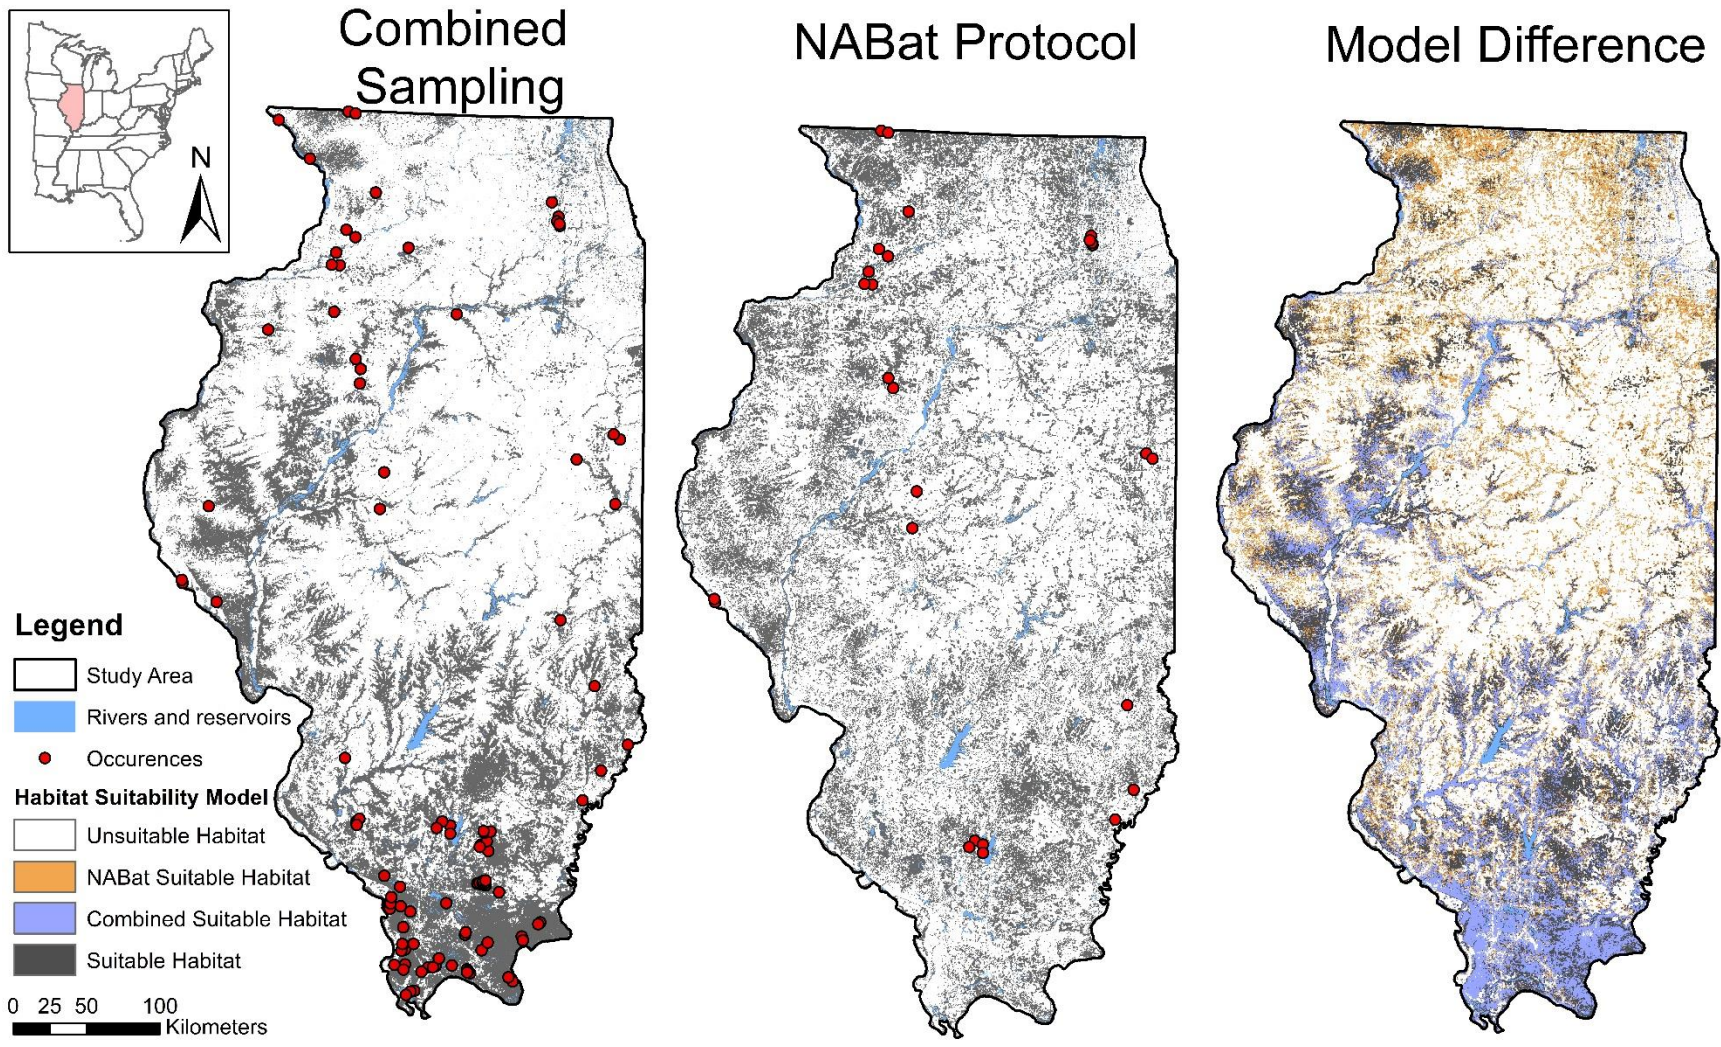 Combined
Sampling
NABat Protocol
Model Difference
N
Legend
Study Area
Rivers and reservoirs
Occurences
Habitat Suitability Model
Unsuitable Habitat
NABat Suitable Habitat
Combined Suitable Habitat
Suitable Habitat
0 25 50 100
Kilometers